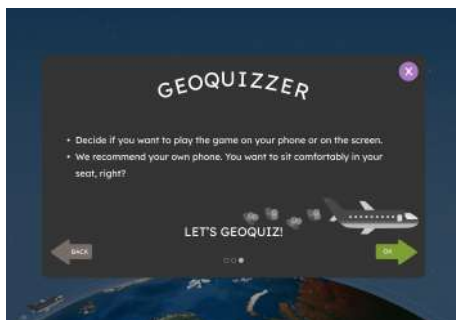 X
GEOQUIZZER
• Decide if you want to play the game on your phone or on the screen.
• We recommend your own phone. You want to sit comfortably in your
seat, right?
LET'S GEOQUIZ!
BACK
OK